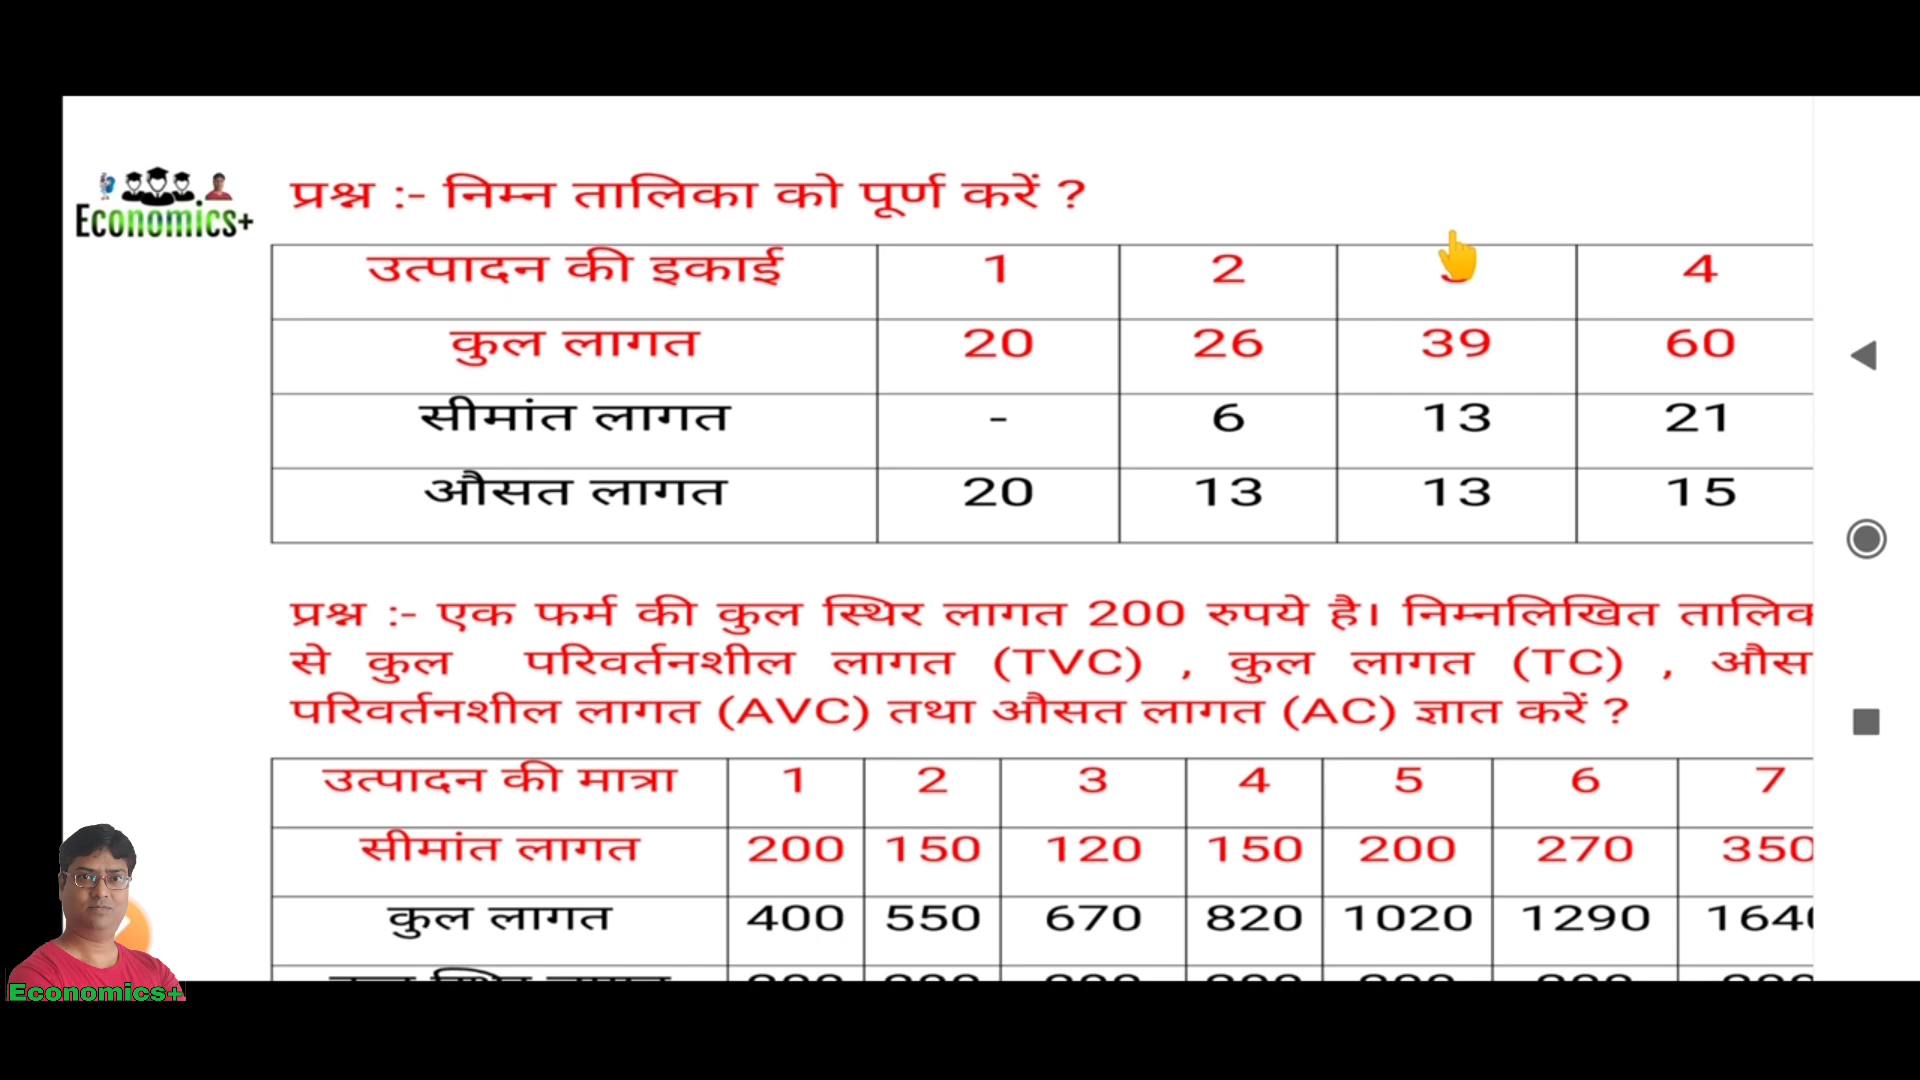 Economics+
प्रश्न :- निम्न तालिका को पूर्ण करें ?
उत्पादन की इकाई 1 2 4
कुल लागत 20 26 39 60
सीमांत लागत - 6 13 21
औसत लागत 20 13 13 15
प्रश्न :- एक फर्म की कुल स्थिर लागत 200 रुपये है। निम्नलिखित तालिक
से कुल परिवर्तनशील लागत (TVC) , कुल लागत (TC) , औस
परिवर्तनशील लागत (AVC) तथा औसत लागत (AC) ज्ञात करें ?
उत्पादन की मात्रा 1 2 3 4 5 6 7
सीमांत लागत 200 150 120 150 200 270 350
कुल लागत 400 550 670 820 1020 1290 164
Economics+